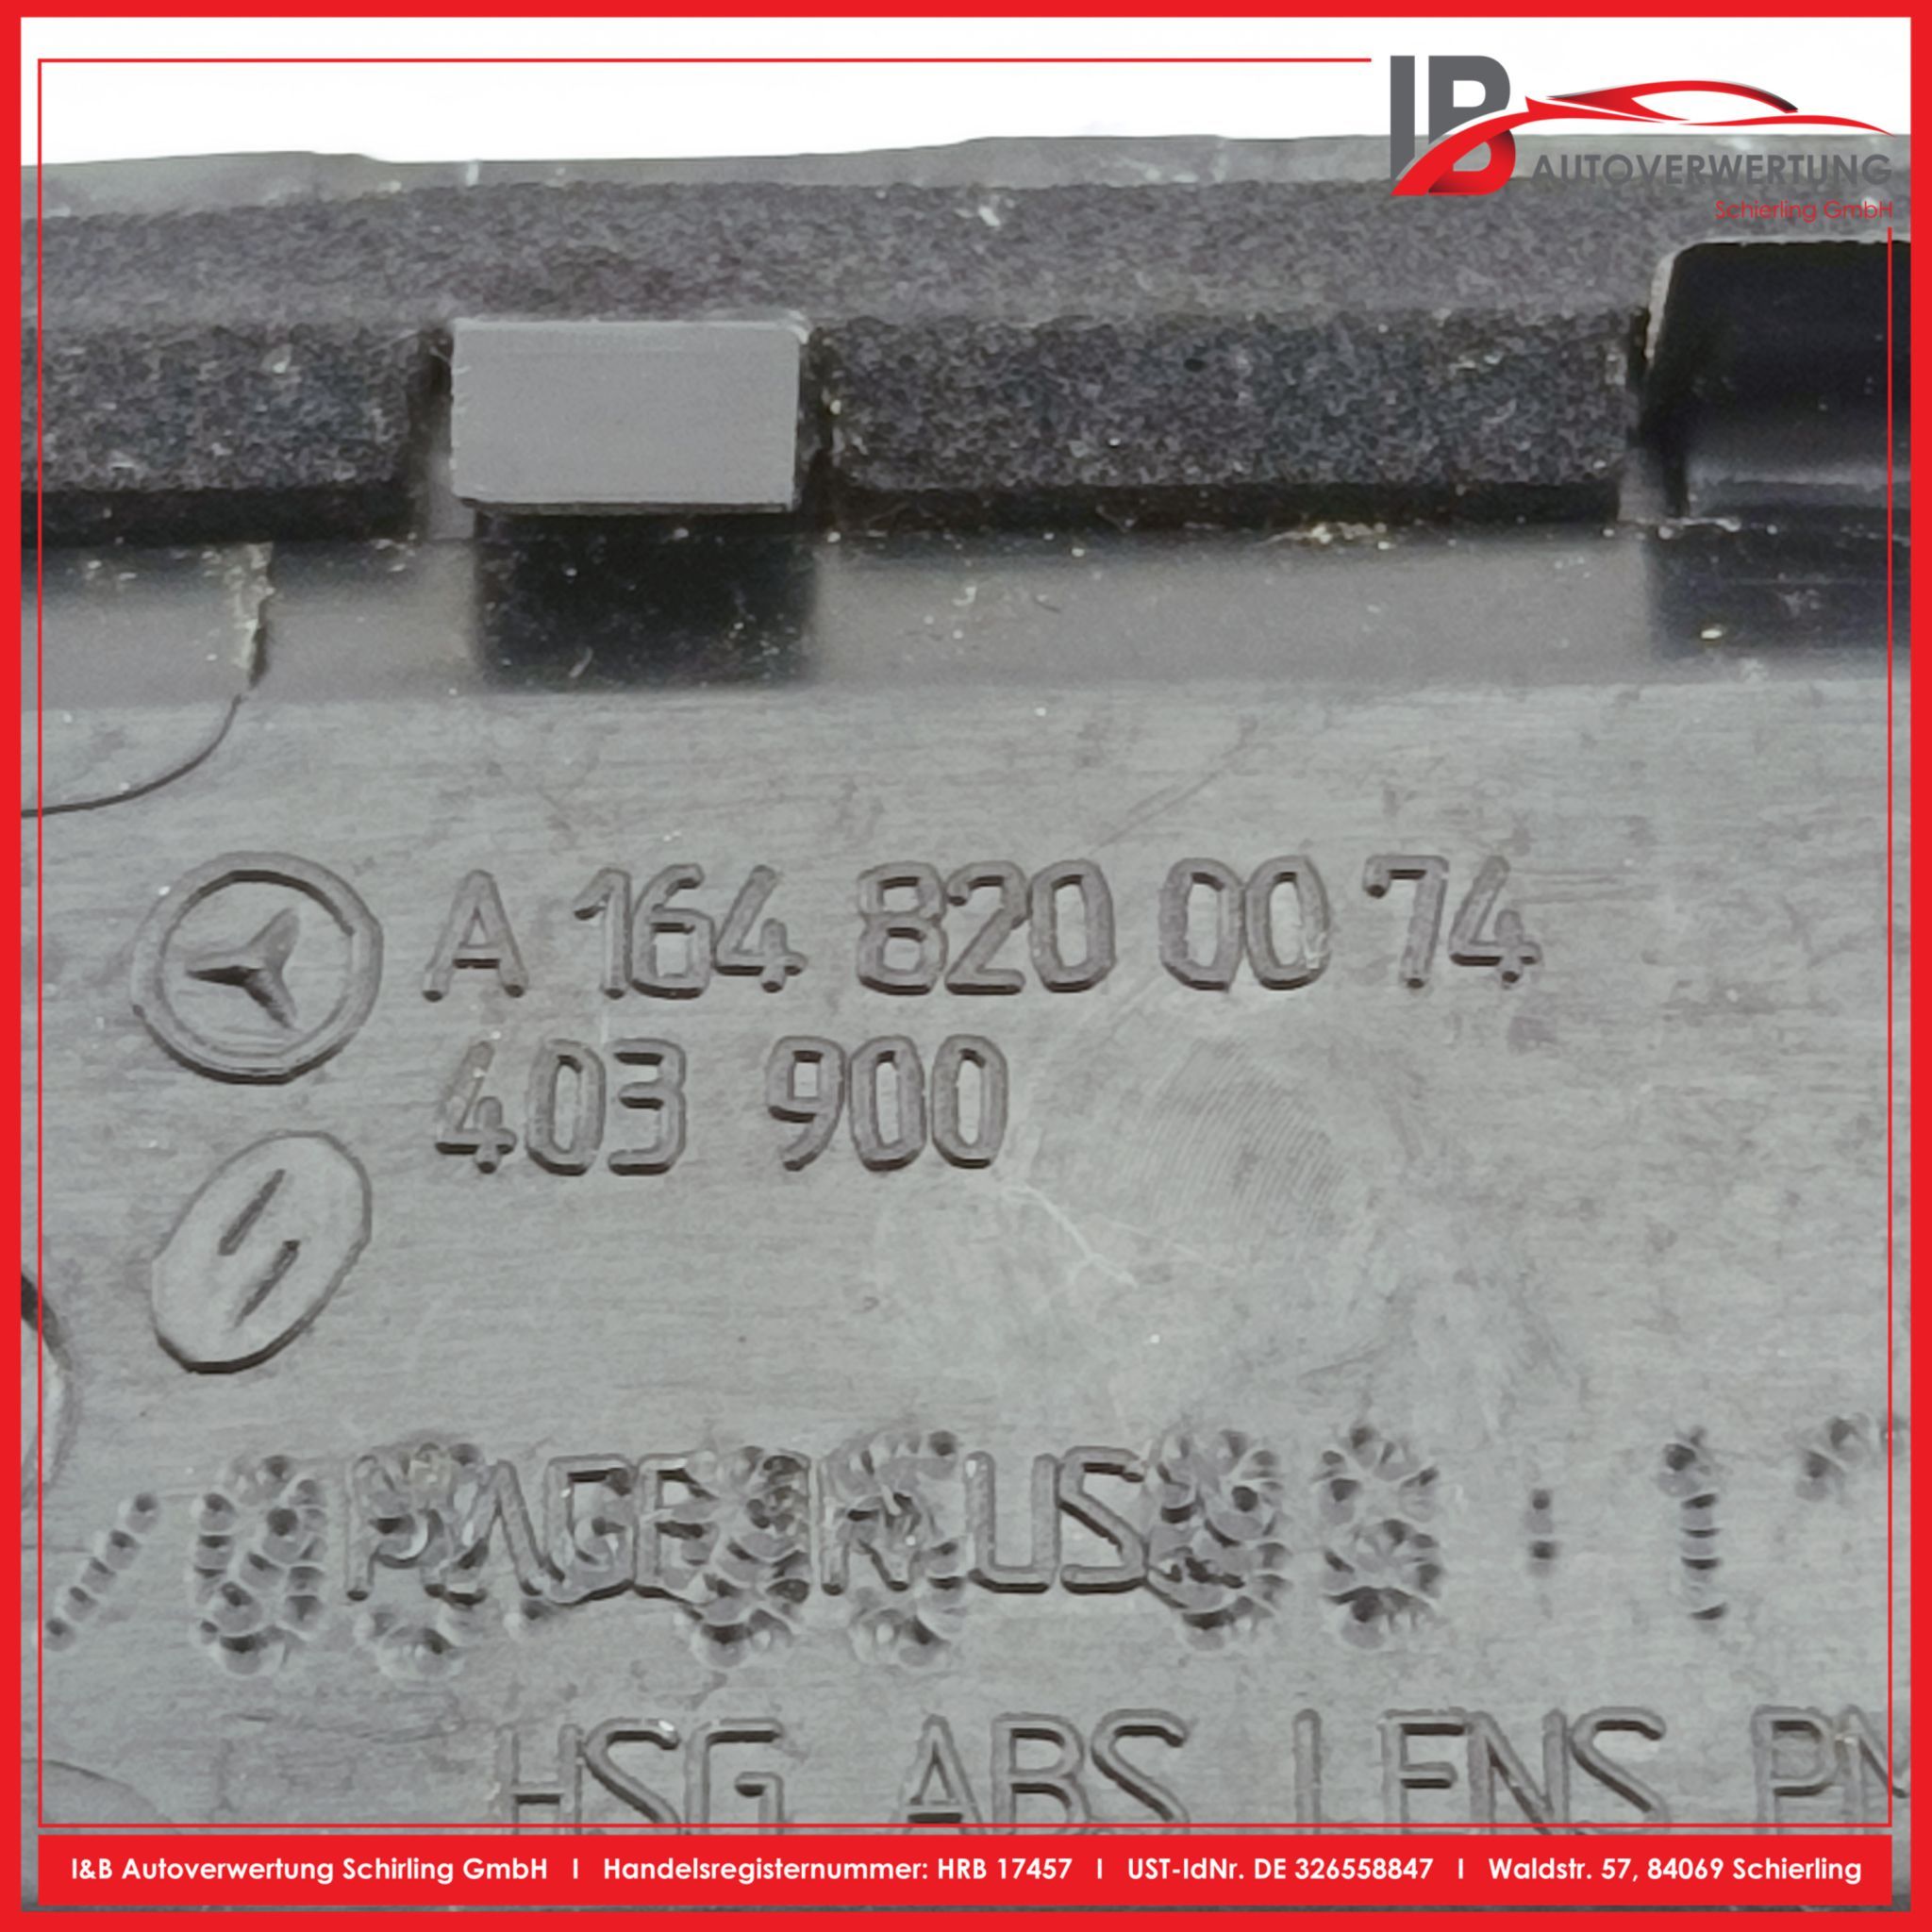 IB
AUTOVERWERTUNG
Schierling GmbH
A 164 820 00 74
403 900
HSG ABS LENS
I&B Autoverwertung Schirling GmbH I Handelsregisternummer: HRB 17457 I UST-IdNr. DE 326558847 I Waldstr. 57, 84069 Schierling